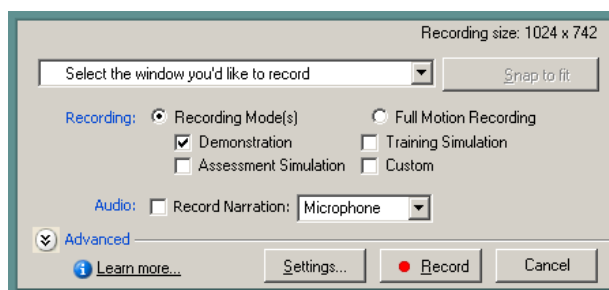 Recording size: 1024 x 742
Select the window you'd like to record
Snap to fit
Recording: Recording Mode(s) Full Motion Recording
Demonstration Training Simulation
Assessment Simulation Custom
Audio: Record Narration: Microphone
Advanced
Learn more... Settings... Record Cancel